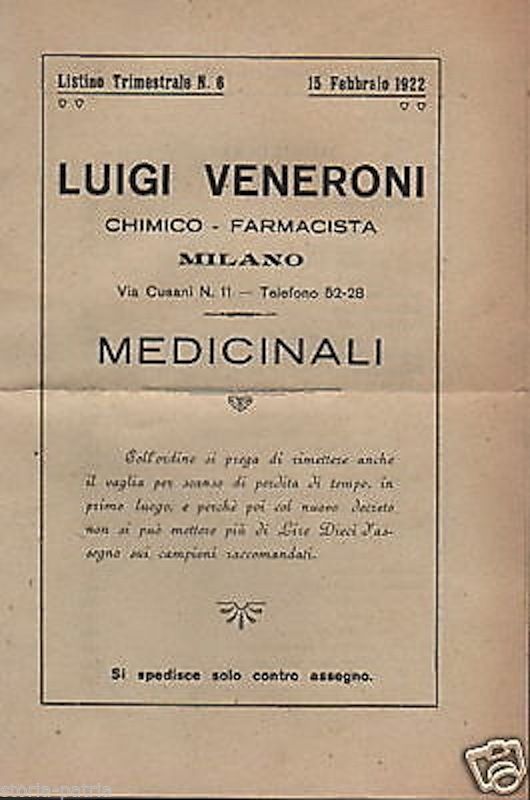 Listino Trimestrale N. 6
15 Febbraio 1922
LUIGI VENERONI
CHIMICO - FARMACISTA
MILANO
Via Cusani N. 11 — Telefono 52-28
MEDICINALI
Coll'ordine si prega di rimettere anche
il vaglia per scanso di perdita di tempo, in
primo luogo, e perchè poi col nuovo decreto
non si può mettere più di Lire Dieci d'as-
segno sui campioni raccomandati.
Si spedisce solo contro assegno.
storia-patria